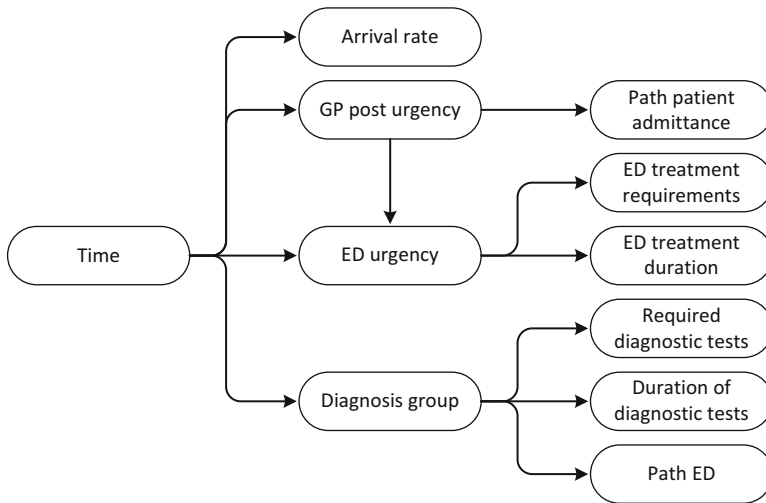 Arrival rate
GP post urgency
Path patient
admittance
ED treatment
requirements
Time
ED urgency
ED treatment
duration
Required
diagnostic tests
Diagnosis group
Duration of
diagnostic tests
Path ED